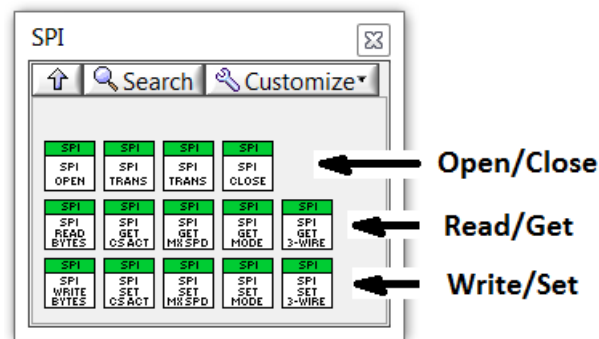 SPI
Search Customize
SPI SPI SPI SPI
SPI SPI SPI SPI
OPEN TRANS TRANS CLOSE
Open/Close
SPI SPI SPI SPI SPI
SPI SPI SPI SPI SPI
READ GET GET GET GET
BYTES CS ACT MX SPD MODE 3-WIRE
Read/Get
SPI SPI SPI SPI SPI
SPI SPI SPI SPI SPI
WRITE SET SET SET SET
BYTES CS ACT MX SPD MODE 3-WIRE
Write/Set